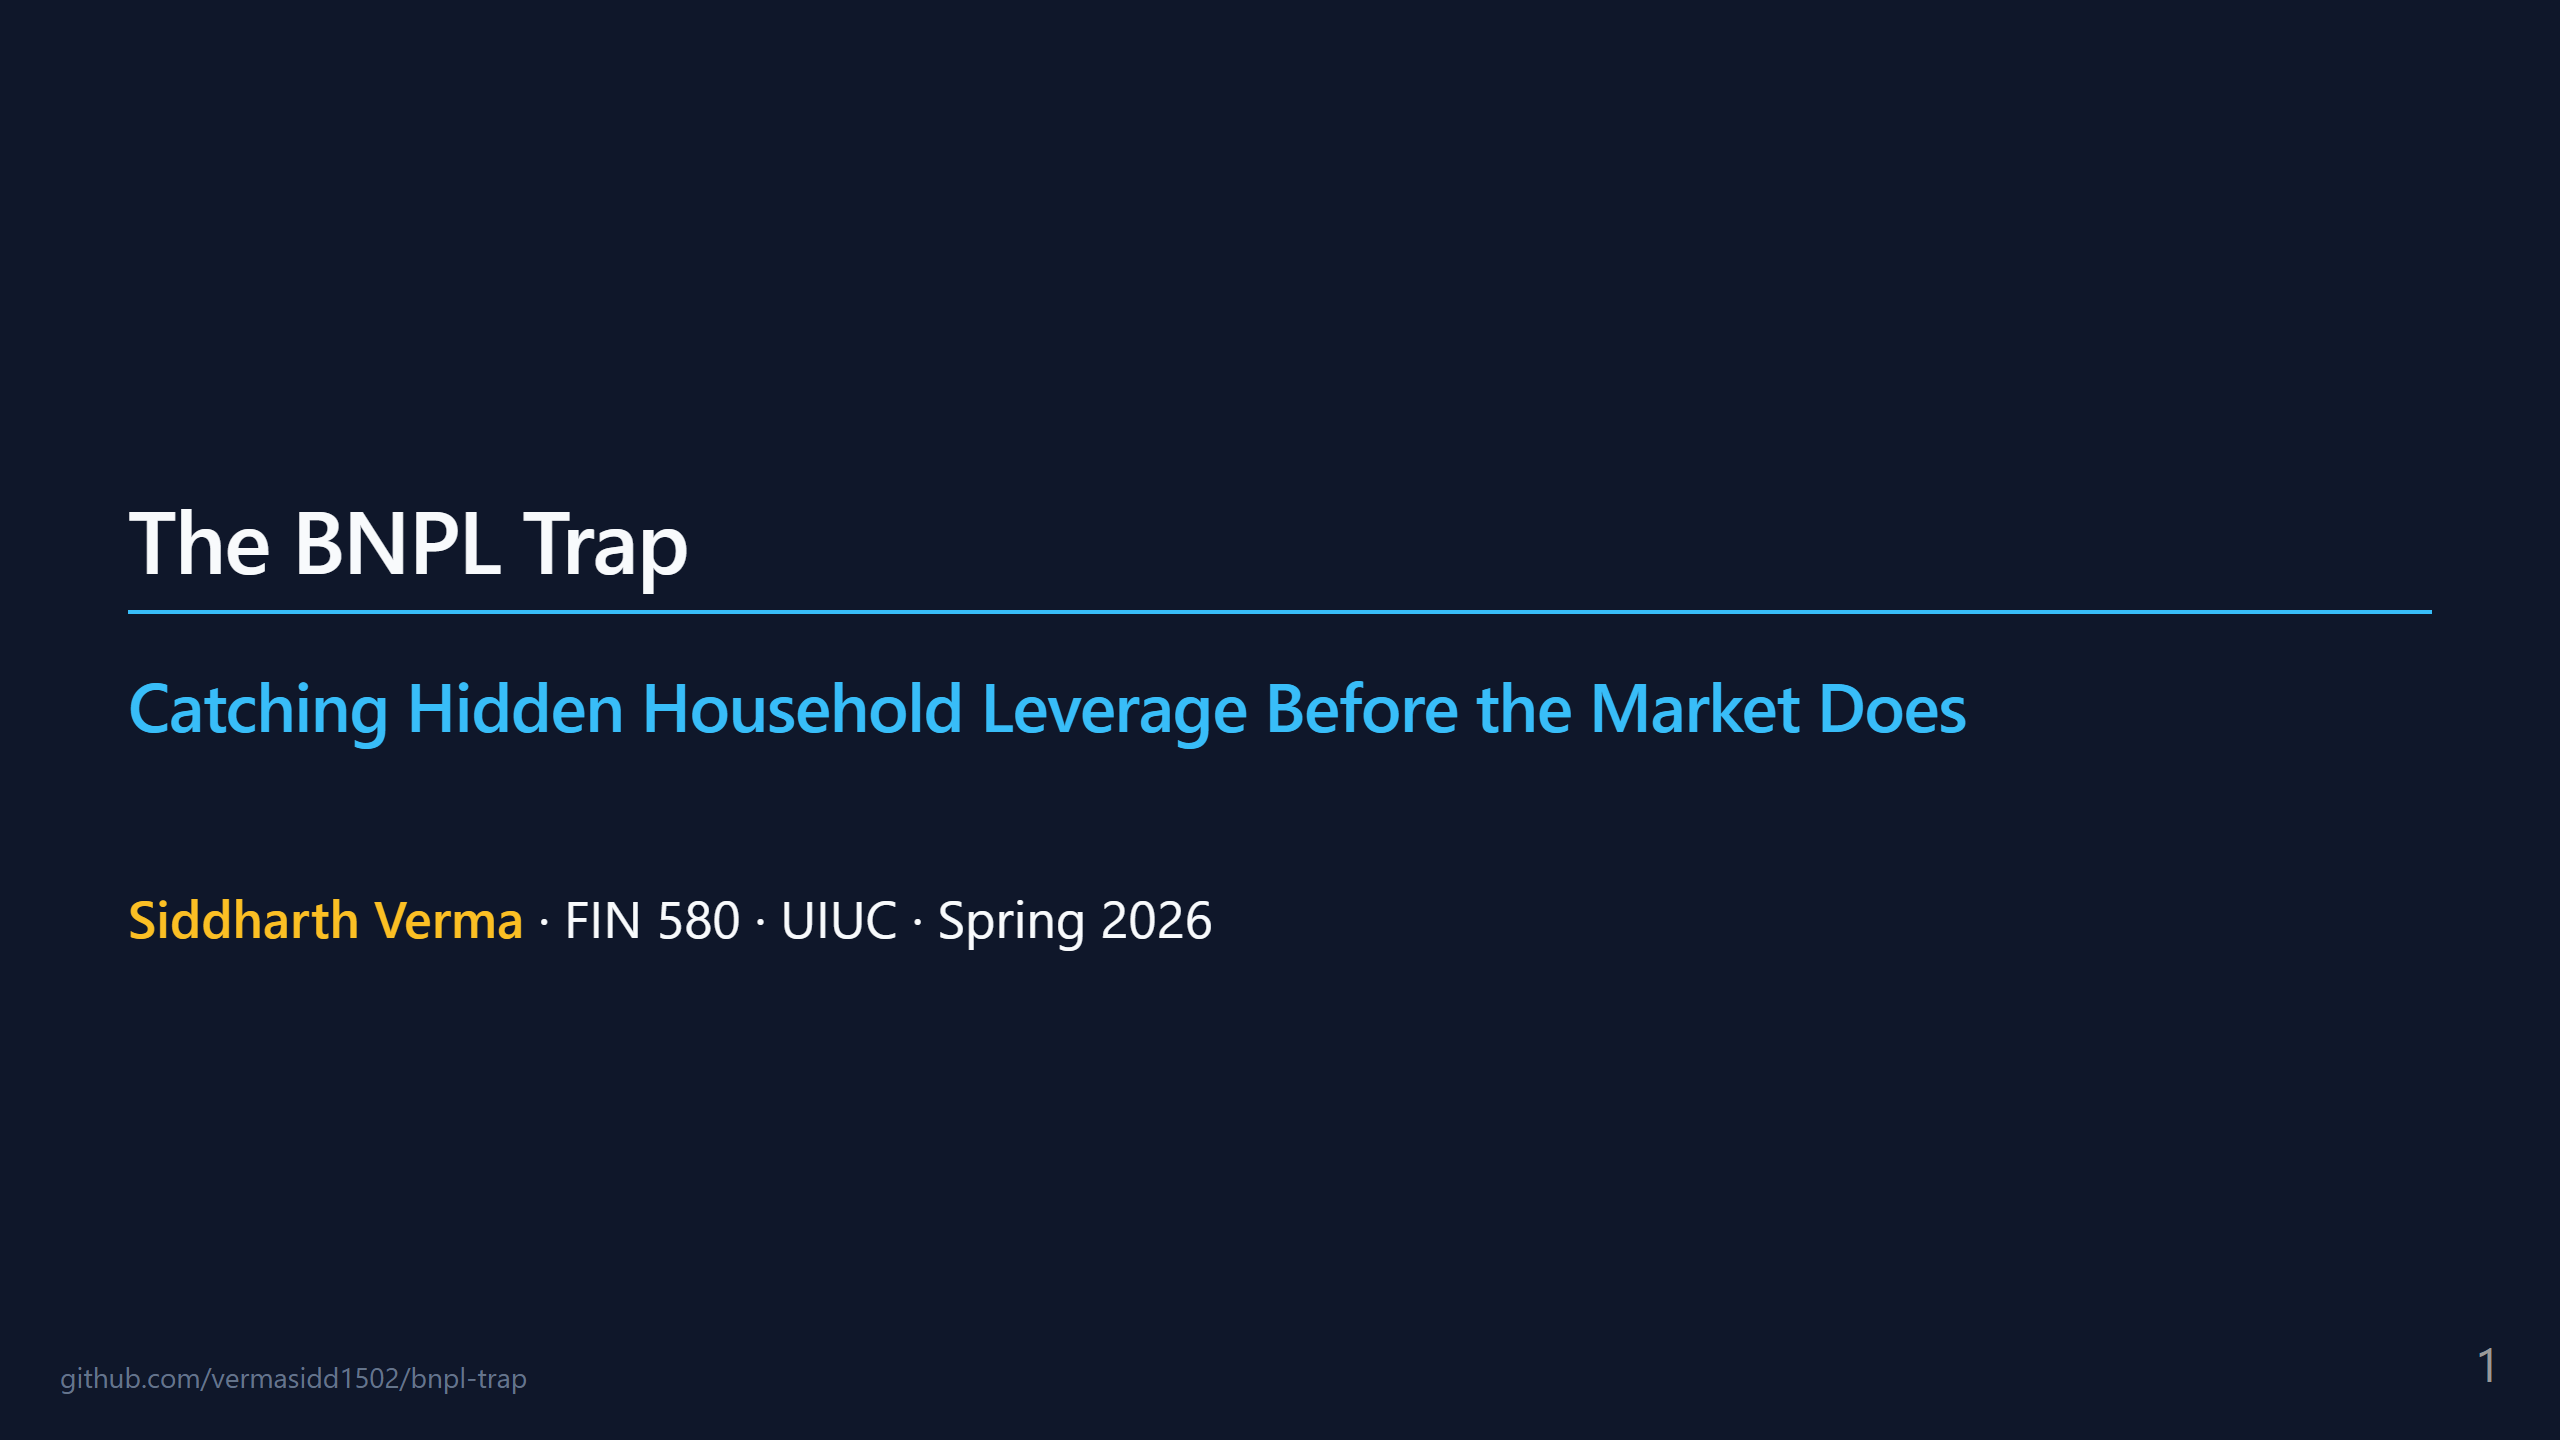 The BNPL Trap
Catching Hidden Household Leverage Before the Market Does
Siddharth Verma · FIN 580 · UIUC · Spring 2026
github.com/vermasidd1502/bnpl-trap
1